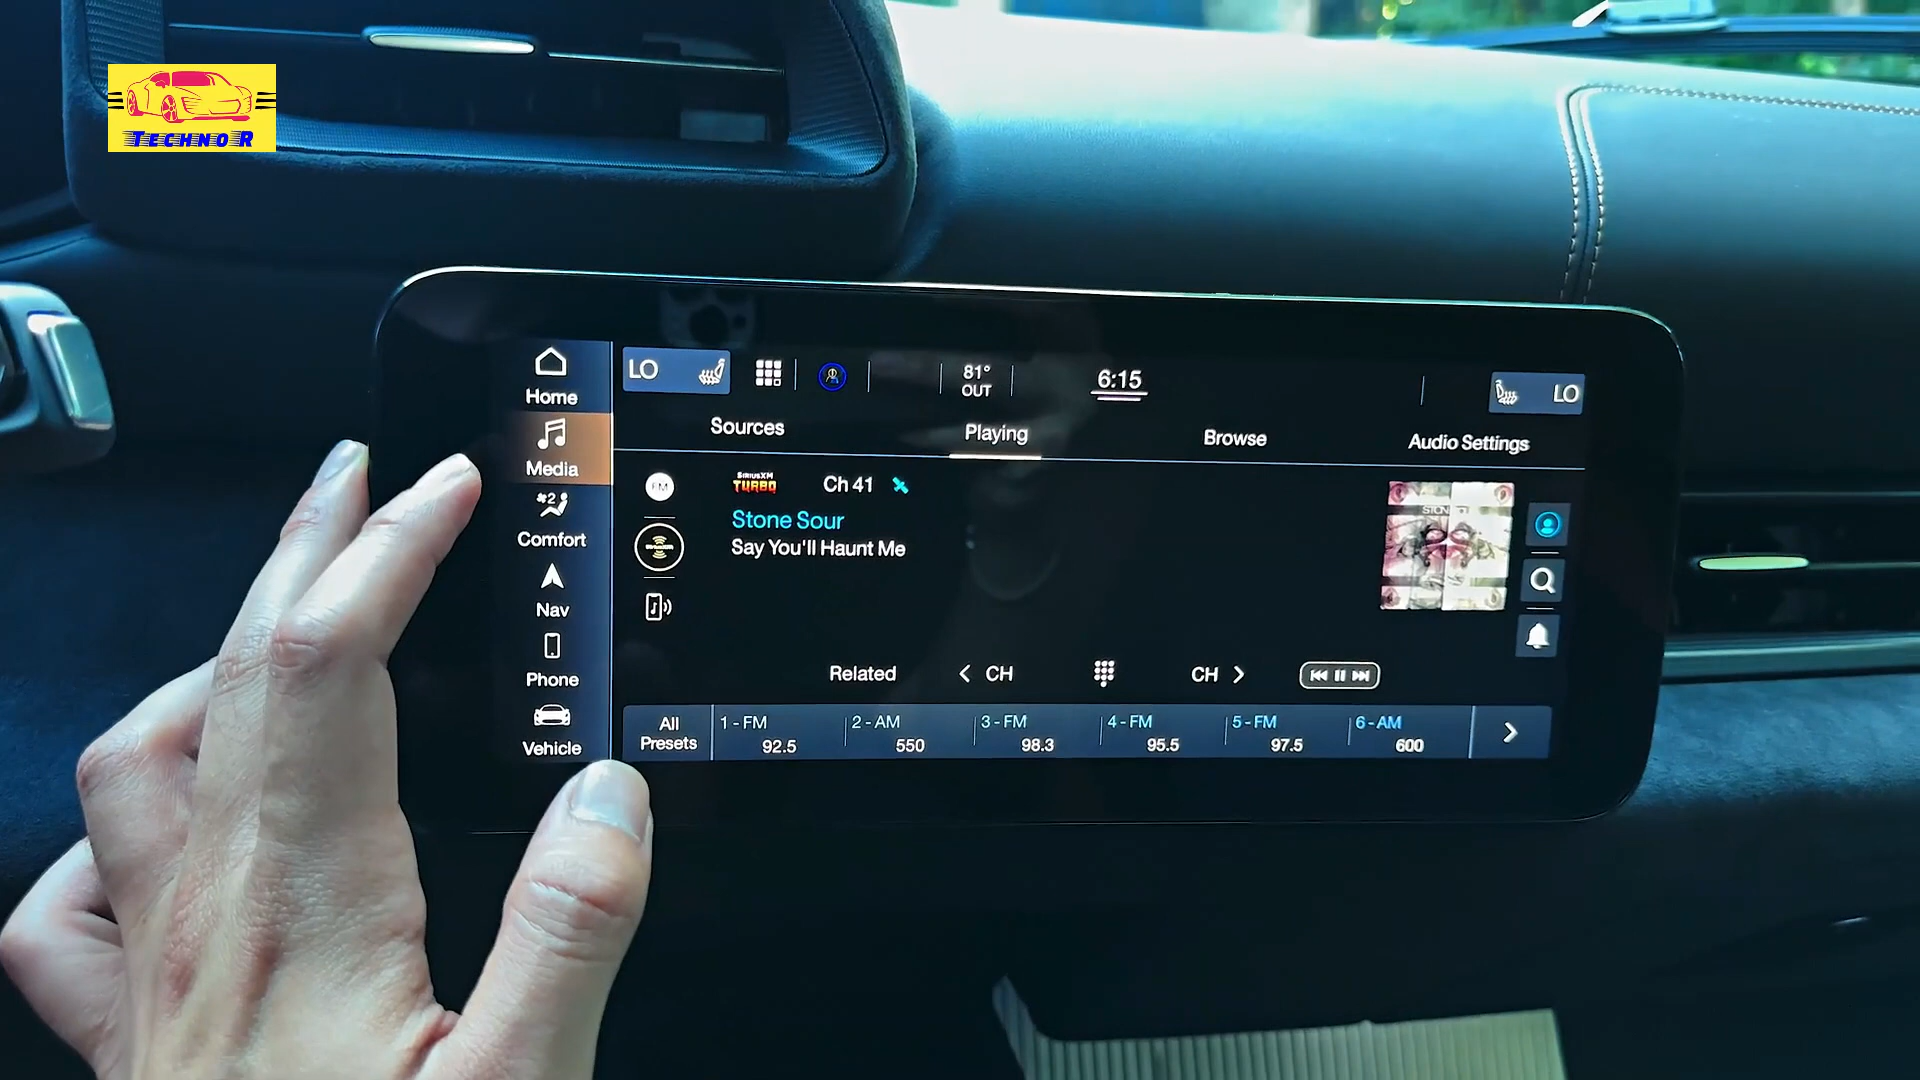 TECHNO R
Home
Media
2
Comfort
Nav
Phone
Vehicle
LO
81°
OUT
6:15
LO
Sources
Playing
Browse
Audio Settings
FM
SIRIUSXM
TURBO
Ch 41
Stone Sour
Say You'll Haunt Me
Related
CH
CH
All
Presets
1 - FM
92.5
2 - AM
550
3 - FM
98.3
4 - FM
95.5
5 - FM
97.5
6 - AM
600